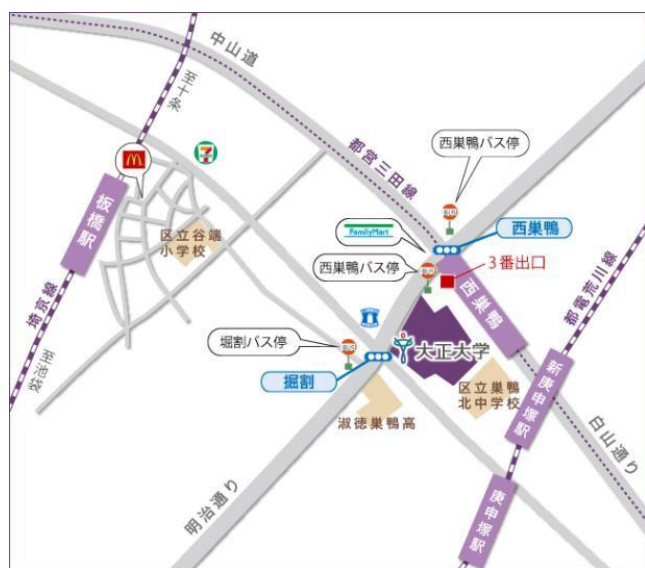 中山道
至十条
都営三田線
西巣鴨バス停
板橋駅
7
ELEVEN
区立谷端
小学校
FamilyMart
BUS
西巣鴨
西巣鴨バス停
BUS
3番出口
西巣鴨
都電荒川線
埼京線
堀割バス停
BUS
大正大学
至池袋
堀割
区立巣鴨
北中学校
新庚申塚駅
淑徳巣鴨高
白山通り
明治通り
庚申塚駅